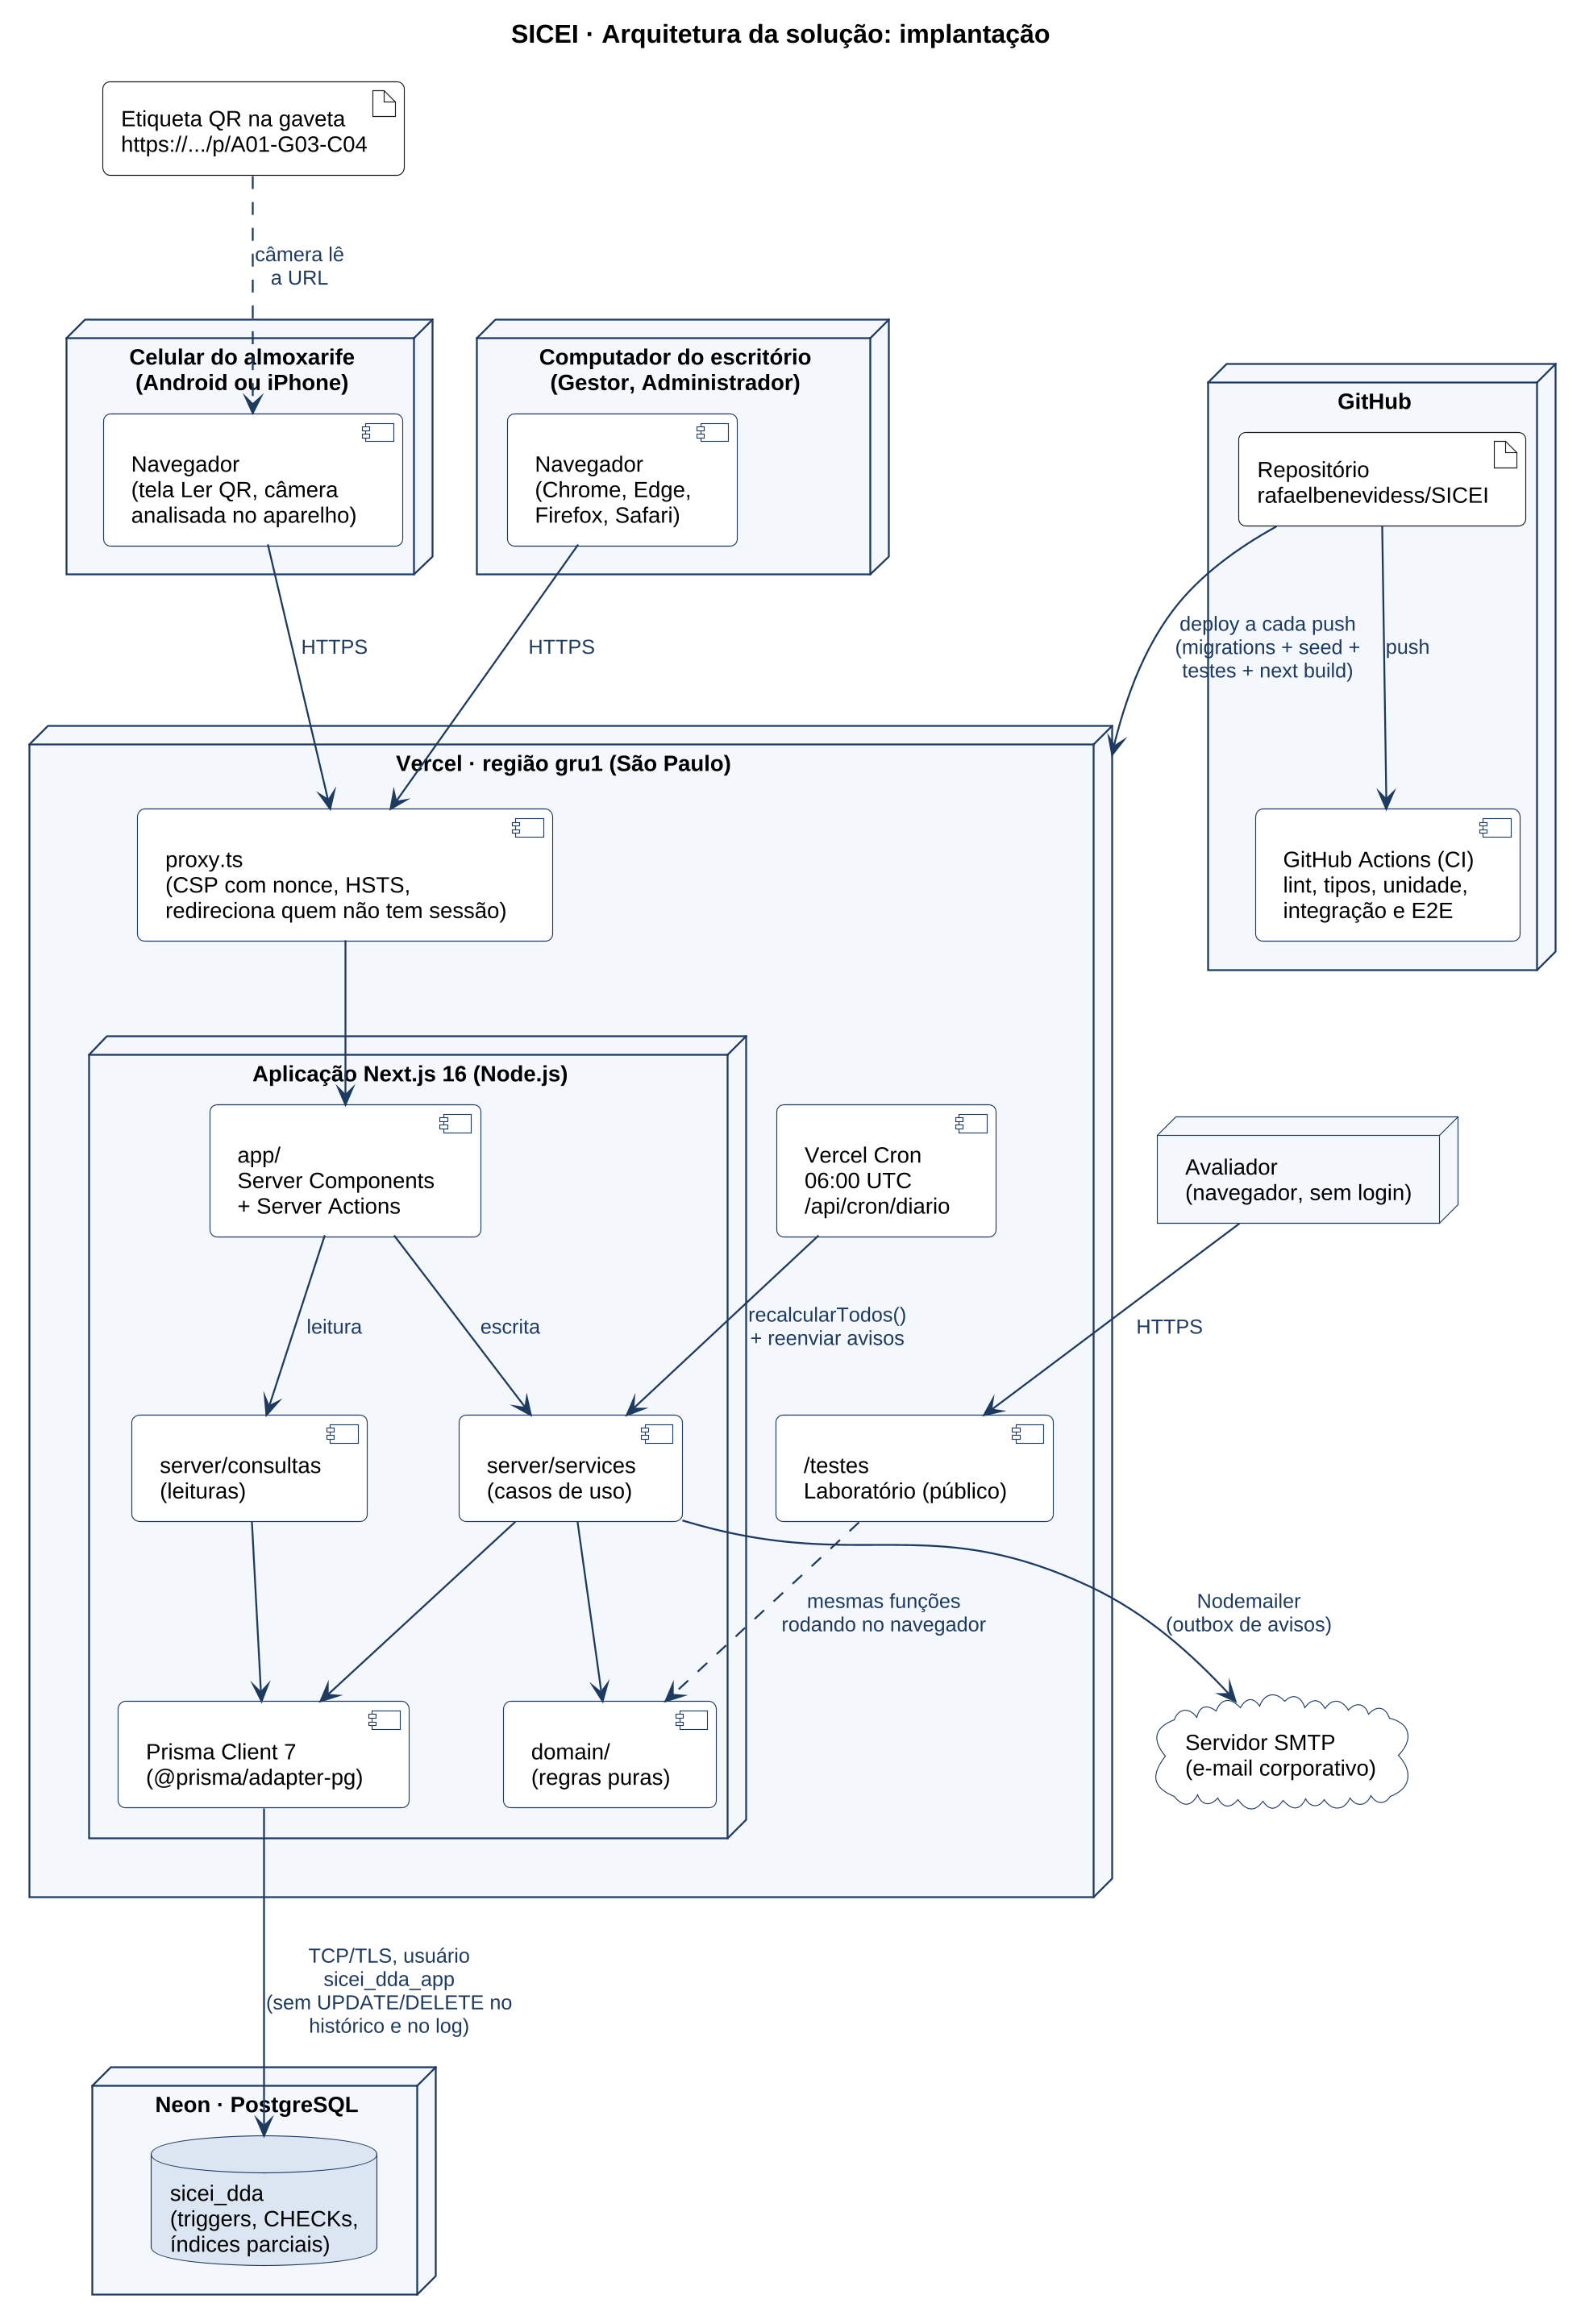 SICEI · Arquitetura da solução: implantação
Etiqueta QR na gaveta
https://.../p/A01-G03-C04
câmera lê
a URL
Celular do almoxarife
(Android ou iPhone)
Navegador
(tela Ler QR, câmera
analisada no aparelho)
Computador do escritório
(Gestor, Administrador)
Navegador
(Chrome, Edge,
Firefox, Safari)
GitHub
Repositório
rafaelbenevidess/SICEI
HTTPS
HTTPS
deploy a cada push
(migrations + seed +
testes + next build)
push
Vercel · região gru1 (São Paulo)
proxy.ts
(CSP com nonce, HSTS,
redireciona quem não tem sessão)
GitHub Actions (CI)
lint, tipos, unidade,
integração e E2E
Aplicação Next.js 16 (Node.js)
app/
Server Components
+ Server Actions
Vercel Cron
06:00 UTC
/api/cron/diario
Avaliador
(navegador, sem login)
leitura
escrita
recalcularTodos()
+ reenviar avisos
HTTPS
server/consultas
(leituras)
server/services
(casos de uso)
/testes
Laboratório (público)
mesmas funções
rodando no navegador
Nodemailer
(outbox de avisos)
Prisma Client 7
(@prisma/adapter-pg)
domain/
(regras puras)
Servidor SMTP
(e-mail corporativo)
TCP/TLS, usuário
sicei_dda_app
(sem UPDATE/DELETE no
histórico e no log)
Neon · PostgreSQL
sicei_dda
(triggers, CHECKs,
índices parciais)